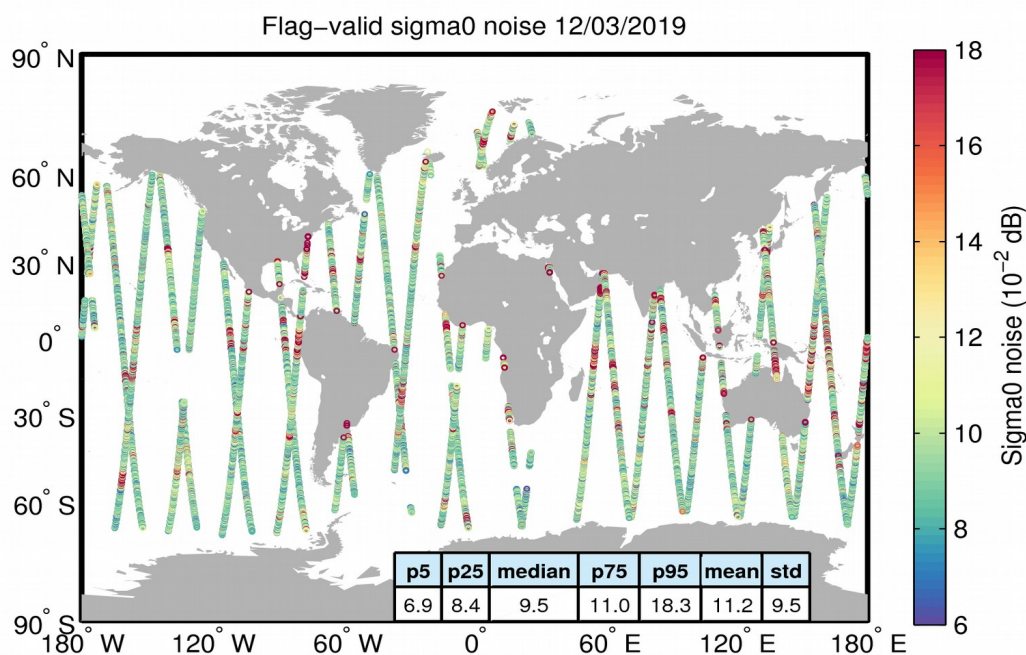 Flag−valid sigma0 noise 12/03/2019
90° N
60° N
30° N
0°
30° S
60° S
90° S
180° W
120° W
60° W
0°
60° E
120° E
180° E
p5 p25 median p75 p95 mean std
6.9 8.4 9.5 11.0 18.3 11.2 9.5
18
16
14
12
10
8
6
Sigma0 noise (10⁻² dB)